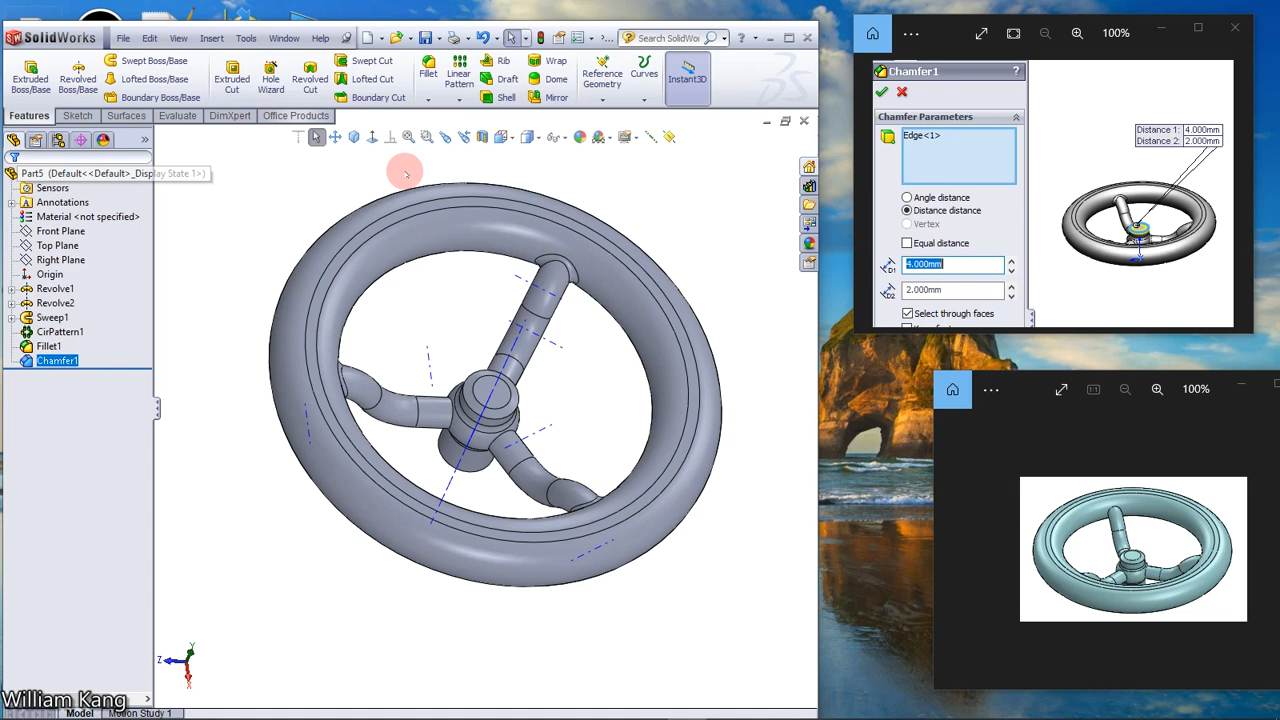 SolidWorks File Edit View Insert Tools Window Help Search SolidWo
Extruded Boss/Base
Revolved Boss/Base
Swept Boss/Base
Lofted Boss/Base
Boundary Boss/Base
Extruded Cut
Hole Wizard
Revolved Cut
Swept Cut
Lofted Cut
Boundary Cut
Fillet
Linear Pattern
Rib
Draft
Shell
Wrap
Dome
Mirror
Reference Geometry
Curves
Instant3D
Features Sketch Surfaces Evaluate DimXpert Office Products
Part5 (Default<<Default>_Display State 1>)
Sensors
Annotations
Material <not specified>
Front Plane
Top Plane
Right Plane
Origin
Revolve1
Revolve2
Sweep1
CirPattern1
Fillet1
Chamfer1
Y
Z
X
William Kang
Model Motion Study 1
100%
Chamfer1 ?
Chamfer Parameters
Edge<1>
Angle distance
Distance distance
Vertex
Equal distance
D1 4.000mm
D2 2.000mm
Select through faces
Distance 1: 4.000mm
Distance 2: 2.000mm
100%